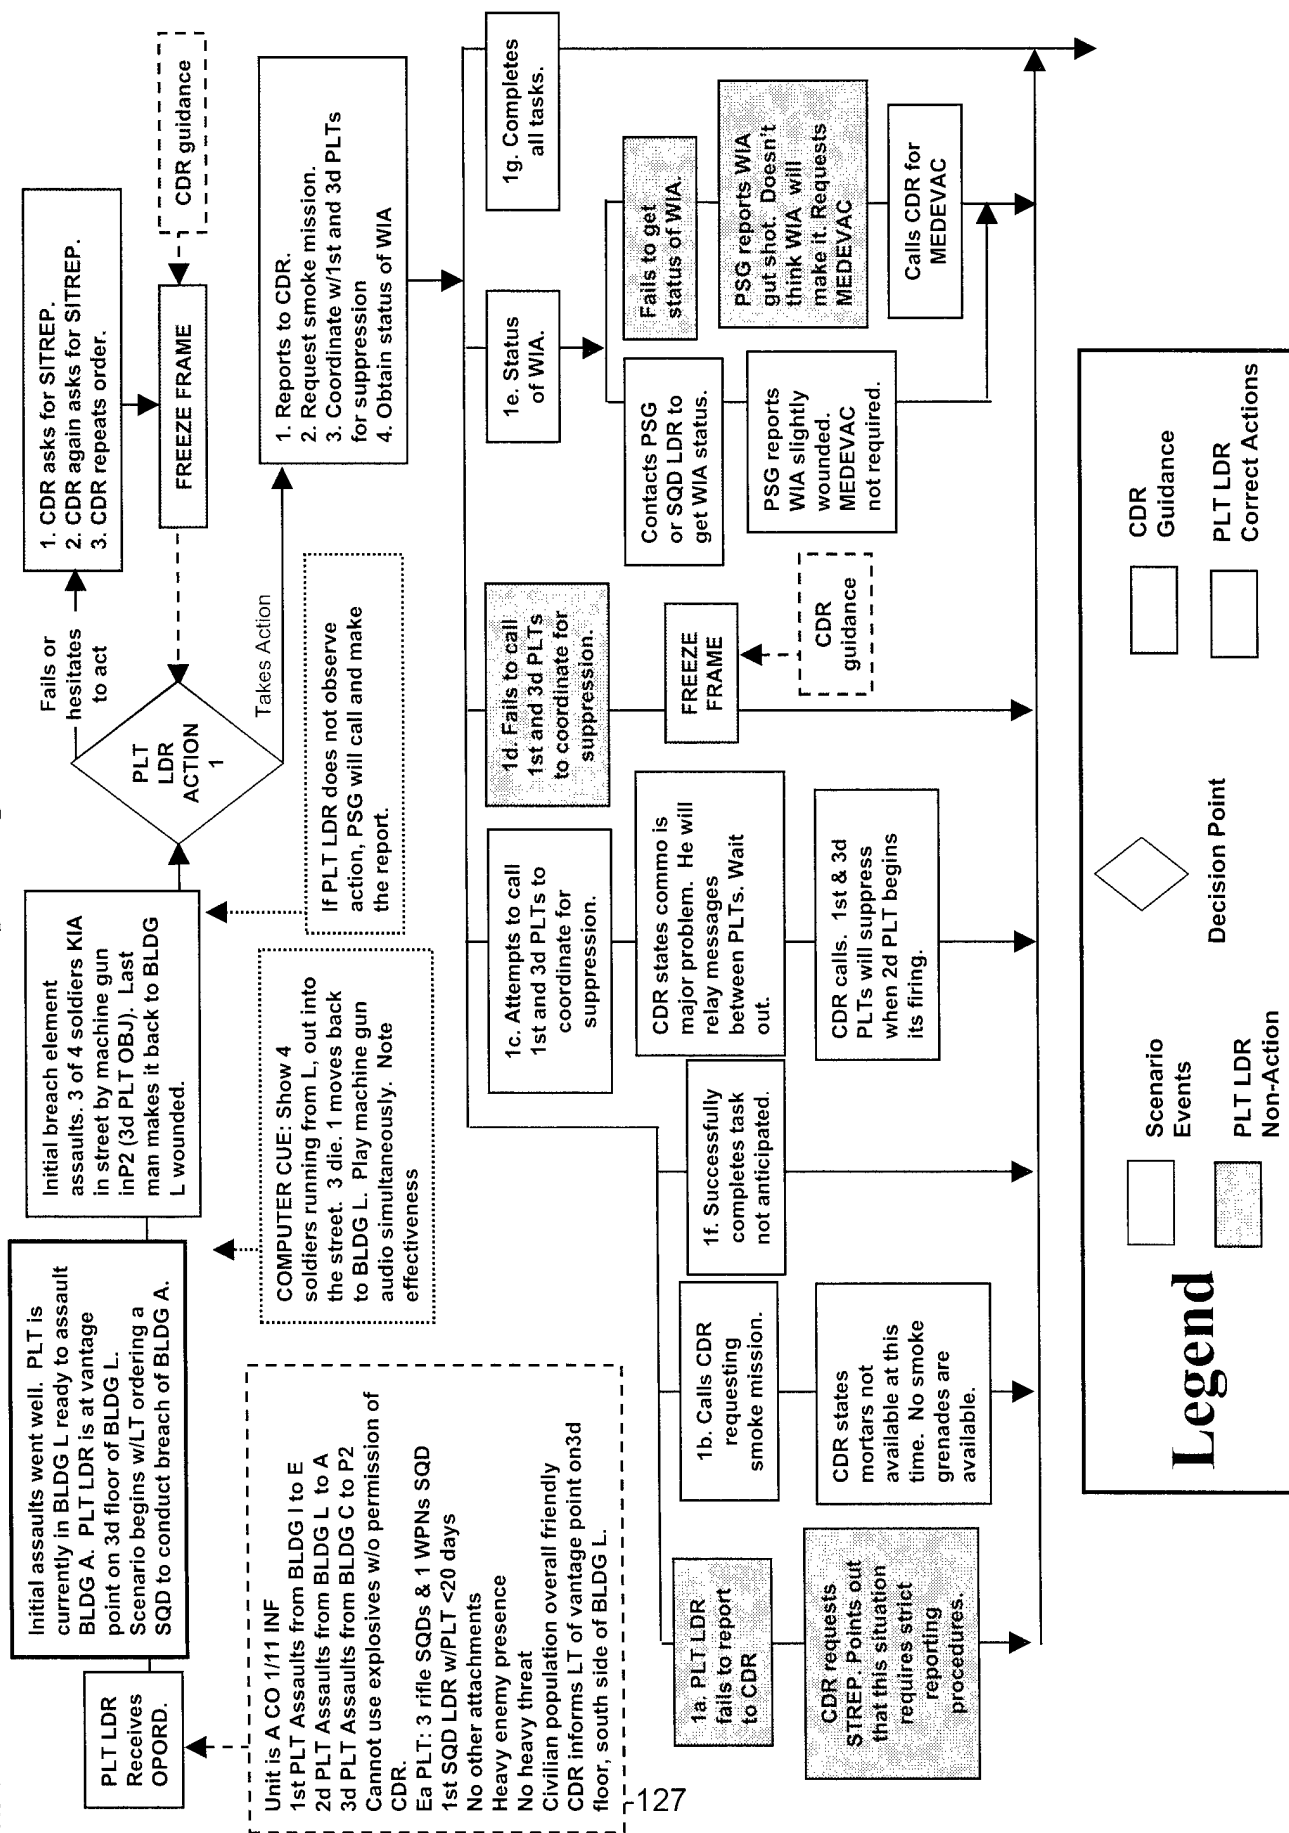 PLT LDR
Receives
OPORD.
Initial assaults went well. PLT is
currently in BLDG L ready to assault
BLDG A. PLT LDR is at vantage
point on 3d floor of BLDG L.
Scenario begins w/LT ordering a
SQD to conduct breach of BLDG A.
Initial breach element
assaults. 3 of 4 soldiers KIA
in street by machine gun
inP2 (3d PLT OBJ). Last
man makes it back to BLDG
L wounded.
PLT
LDR
ACTION
1
Fails or
hesitates
to act
1. CDR asks for SITREP.
2. CDR again asks for SITREP.
3. CDR repeats order.
FREEZE FRAME
CDR guidance
Takes Action
Unit is A CO 1/11 INF
1st PLT Assaults from BLDG I to E
2d PLT Assaults from BLDG L to A
3d PLT Assaults from BLDG C to P2
Cannot use explosives w/o permission of
CDR.
Ea PLT: 3 rifle SQDs & 1 WPNs SQD
1st SQD LDR w/PLT <20 days
No other attachments
Heavy enemy presence
No heavy threat
Civilian population overall friendly
CDR informs LT of vantage point on3d
floor, south side of BLDG L.
COMPUTER CUE: Show 4
soldiers running from L, out into
the street. 3 die. 1 moves back
to BLDG L. Play machine gun
audio simultaneously. Note
effectiveness
If PLT LDR does not observe
action, PSG will call and make
the report.
1. Reports to CDR.
2. Request smoke mission.
3. Coordinate w/1st and 3d PLTs
for suppression
4. Obtain status of WIA
1a. PLT LDR
fails to report
to CDR
CDR requests
STREP. Points out
that this situation
requires strict
reporting
procedures.
1b. Calls CDR
requesting
smoke mission.
CDR states
mortars not
available at this
time. No smoke
grenades are
available.
1f. Successfully
completes task
not anticipated.
1c. Attempts to call
1st and 3d PLTs to
coordinate for
suppression.
CDR states commo is
major problem. He will
relay messages
between PLTs. Wait
out.
CDR calls. 1st & 3d
PLTs will suppress
when 2d PLT begins
its firing.
1d. Fails to call
1st and 3d PLTs
to coordinate for
suppression.
FREEZE
FRAME
CDR
guidance
1e. Status
of WIA.
Contacts PSG
or SQD LDR to
get WIA status.
PSG reports
WIA slightly
wounded.
MEDEVAC
not required.
Fails to get
status of WIA.
PSG reports WIA
gut shot. Doesn't
think WIA will
make it. Requests
MEDEVAC
Calls CDR for
MEDEVAC
1g. Completes
all tasks.
Legend
Scenario
Events
PLT LDR
Non-Action
Decision Point
CDR
Guidance
PLT LDR
Correct Actions
-127